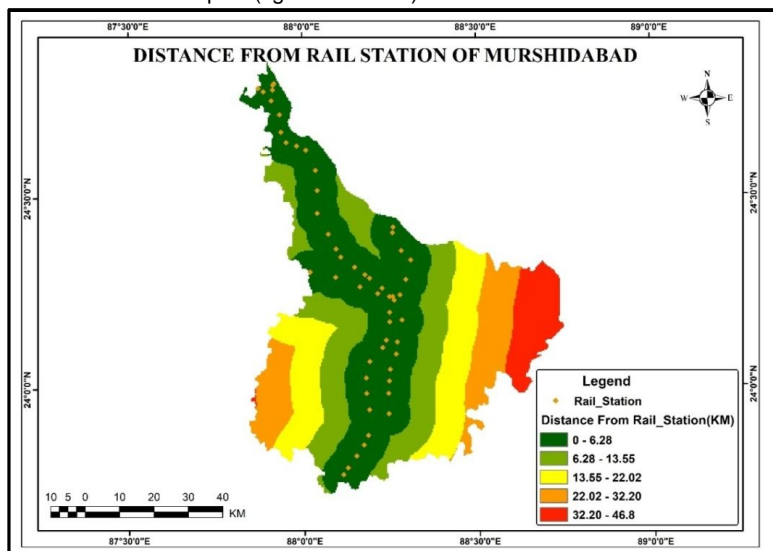 87°30'0"E 88°0'0"E 88°30'0"E 89°0'0"E
DISTANCE FROM RAIL STATION OF MURSHIDABAD
N
W E
S
24°30'0"N 24°30'0"N
24°0'0"N 24°0'0"N
Legend
Rail_Station
Distance From Rail_Station(KM)
0 - 6.28
6.28 - 13.55
13.55 - 22.02
22.02 - 32.20
32.20 - 46.8
10 5 0 10 20 30 40
KM
87°30'0"E 88°0'0"E 88°30'0"E 89°0'0"E